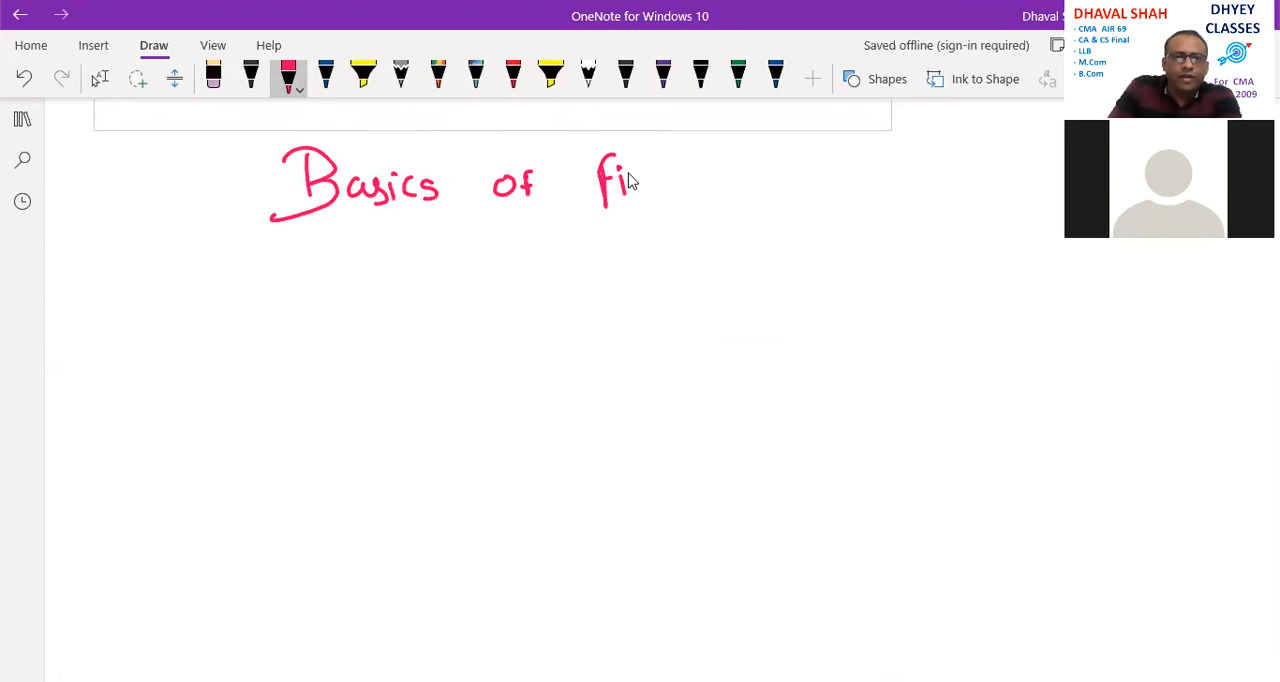 OneNote for Windows 10
Dhaval S
Home Insert Draw View Help
Saved offline (sign-in required)
Shapes
Ink to Shape
DHAVAL SHAH
- CMA AIR 69
- CA & CS Final
- LLB
- M.Com
- B.Com
DHYEY
CLASSES
For CMA
2009
Basics of fi